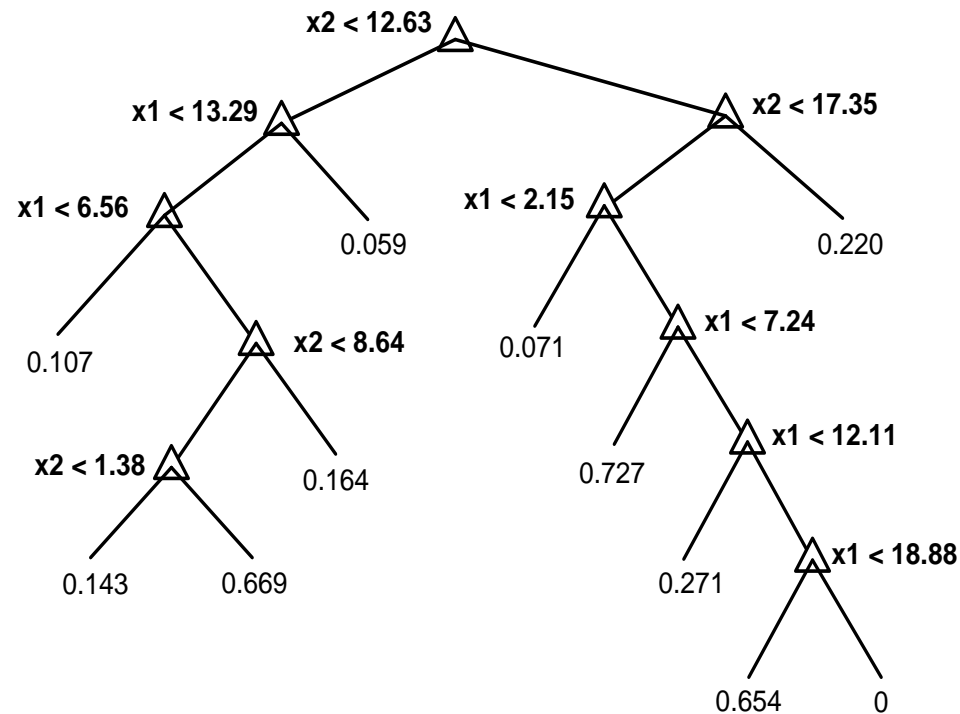 x2 < 12.63
x1 < 13.29
x2 < 17.35
x1 < 6.56
x1 < 2.15
0.059
0.220
0.107
x2 < 8.64
0.071
x1 < 7.24
x2 < 1.38
0.164
0.727
x1 < 12.11
0.143
0.669
0.271
x1 < 18.88
0.654
0